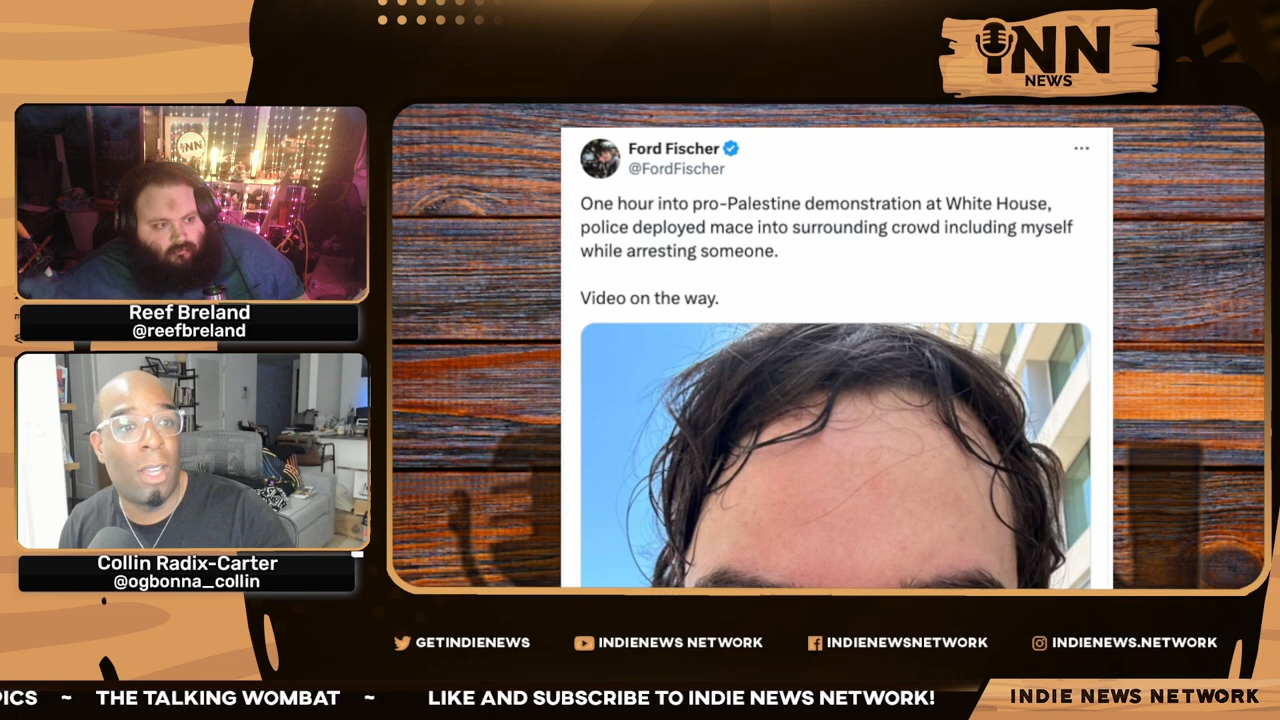 iNN
NEWS
iNN
Reef Breland
@reefbreland
Collin Radix-Carter
@ogbonna_collin
Ford Fischer
@FordFischer
One hour into pro-Palestine demonstration at White House,
police deployed mace into surrounding crowd including myself
while arresting someone.
Video on the way.
GETINDIENEWS
INDIENEWS NETWORK
INDIENEWSNETWORK
INDIENEWS.NETWORK
PICS ~ THE TALKING WOMBAT ~ LIKE AND SUBSCRIBE TO INDIE NEWS NETWORK!
INDIE NEWS NETWORK